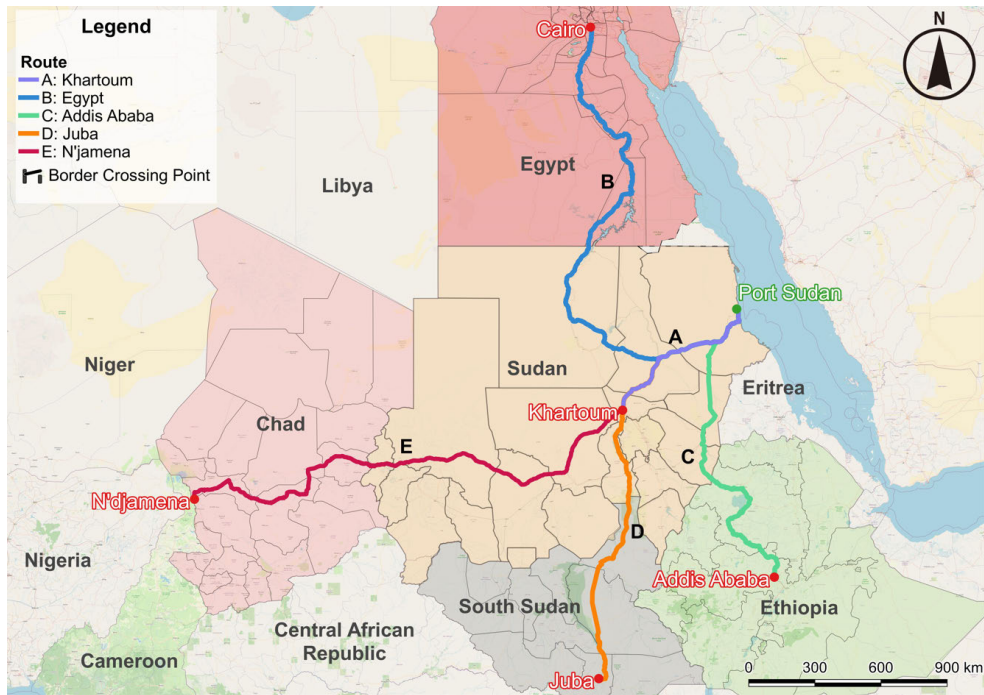 Legend
Route
A: Khartoum
B: Egypt
C: Addis Ababa
D: Juba
E: N'jamena
Border Crossing Point
N
Cairo
Egypt
B
Libya
Port Sudan
A
Niger
Sudan
Eritrea
Chad
Khartoum
E
C
N'djamena
D
Nigeria
Addis Ababa
South Sudan
Ethiopia
Central African
Republic
Cameroon
Juba
0 300 600 900 km